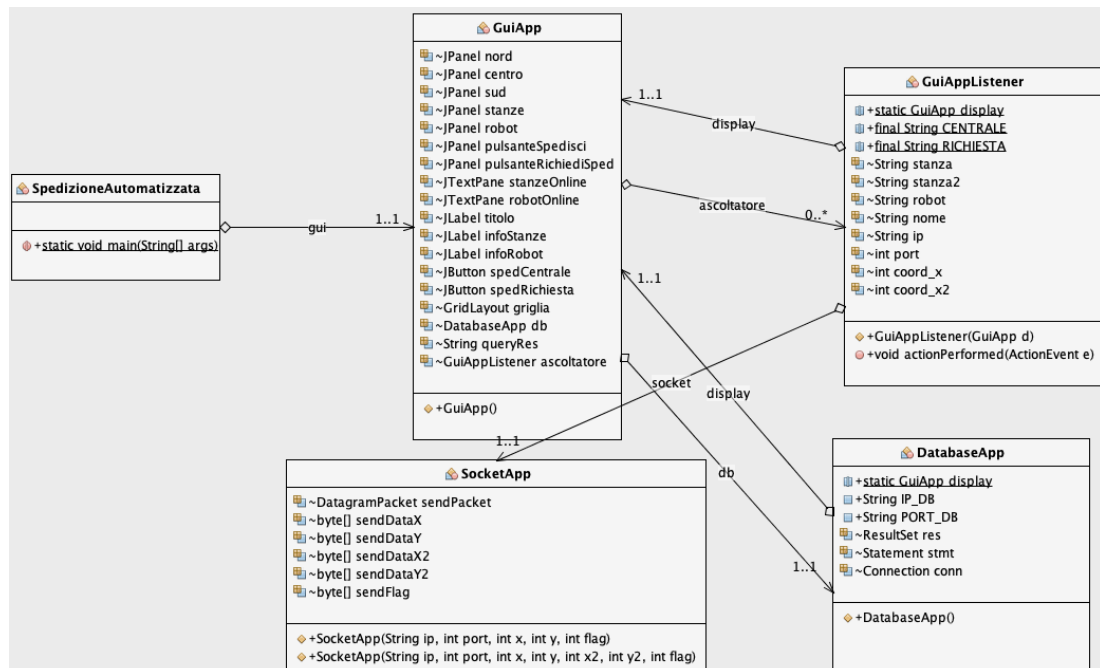 GuiApp
~JPanel nord
~JPanel centro
~JPanel sud
~JPanel stanze
~JPanel robot
~JPanel pulsanteSpedisci
~JPanel pulsanteRichiediSped
~JTextPane stanzeOnline
~JTextPane robotOnline
~JLabel titolo
~JLabel infoStanze
~JLabel infoRobot
~JButton spedCentrale
~JButton spedRichiesta
~GridLayout griglia
~DatabaseApp db
~String queryRes
~GuiAppListener ascoltatore
+GuiApp()
GuiAppListener
+static GuiApp display
+final String CENTRALE
+final String RICHIESTA
~String stanza
~String stanza2
~String robot
~String nome
~String ip
~int port
~int coord_x
~int coord_x2
+GuiAppListener(GuiApp d)
+void actionPerformed(ActionEvent e)
1..1
display
ascoltatore
0..*
SpedizioneAutomatizzata
+static void main(String[] args)
gui
1..1
1..1
socket
display
1..1
db
1..1
SocketApp
~DatagramPacket sendPacket
~byte[] sendDataX
~byte[] sendDataY
~byte[] sendDataX2
~byte[] sendDataY2
~byte[] sendFlag
+SocketApp(String ip, int port, int x, int y, int flag)
+SocketApp(String ip, int port, int x, int y, int x2, int y2, int flag)
DatabaseApp
+static GuiApp display
+String IP_DB
+String PORT_DB
~ResultSet res
~Statement stmt
~Connection conn
+DatabaseApp()